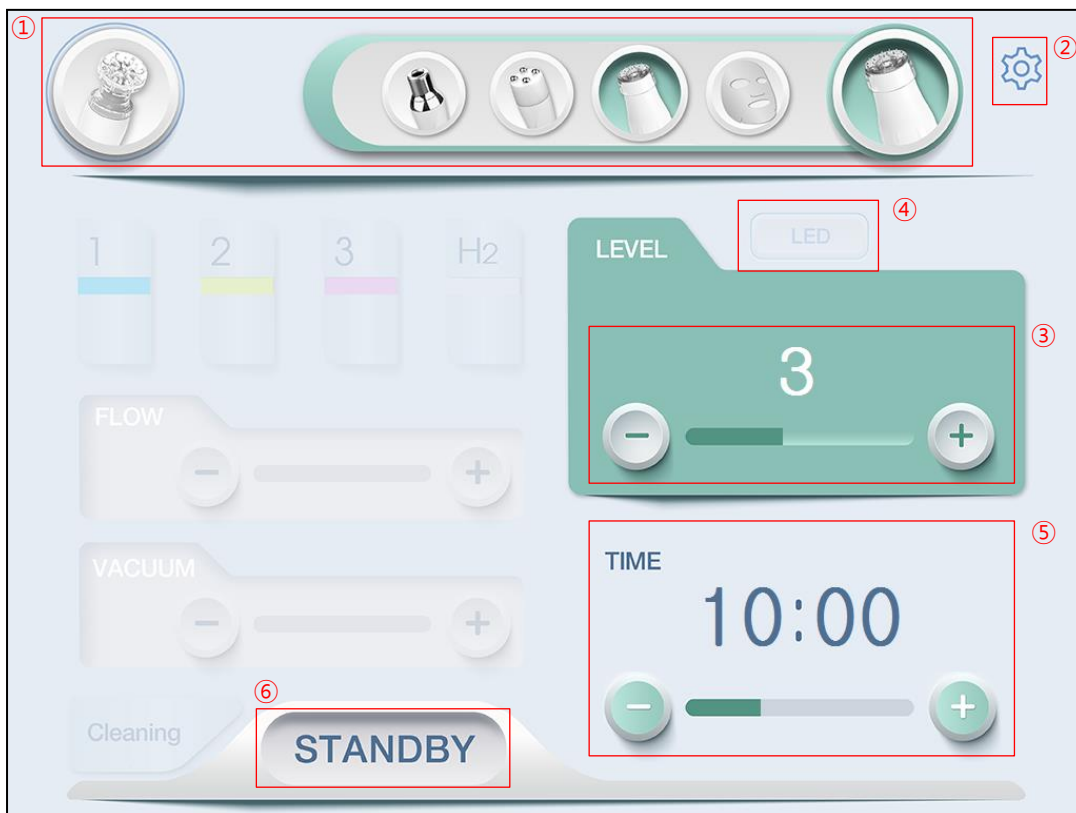 ①
②
④
1 2 3 H2
LEVEL
LED
③
3
− +
FLOW
− +
⑤
TIME
10:00
VACUUM
− +
− +
⑥
Cleaning
STANDBY